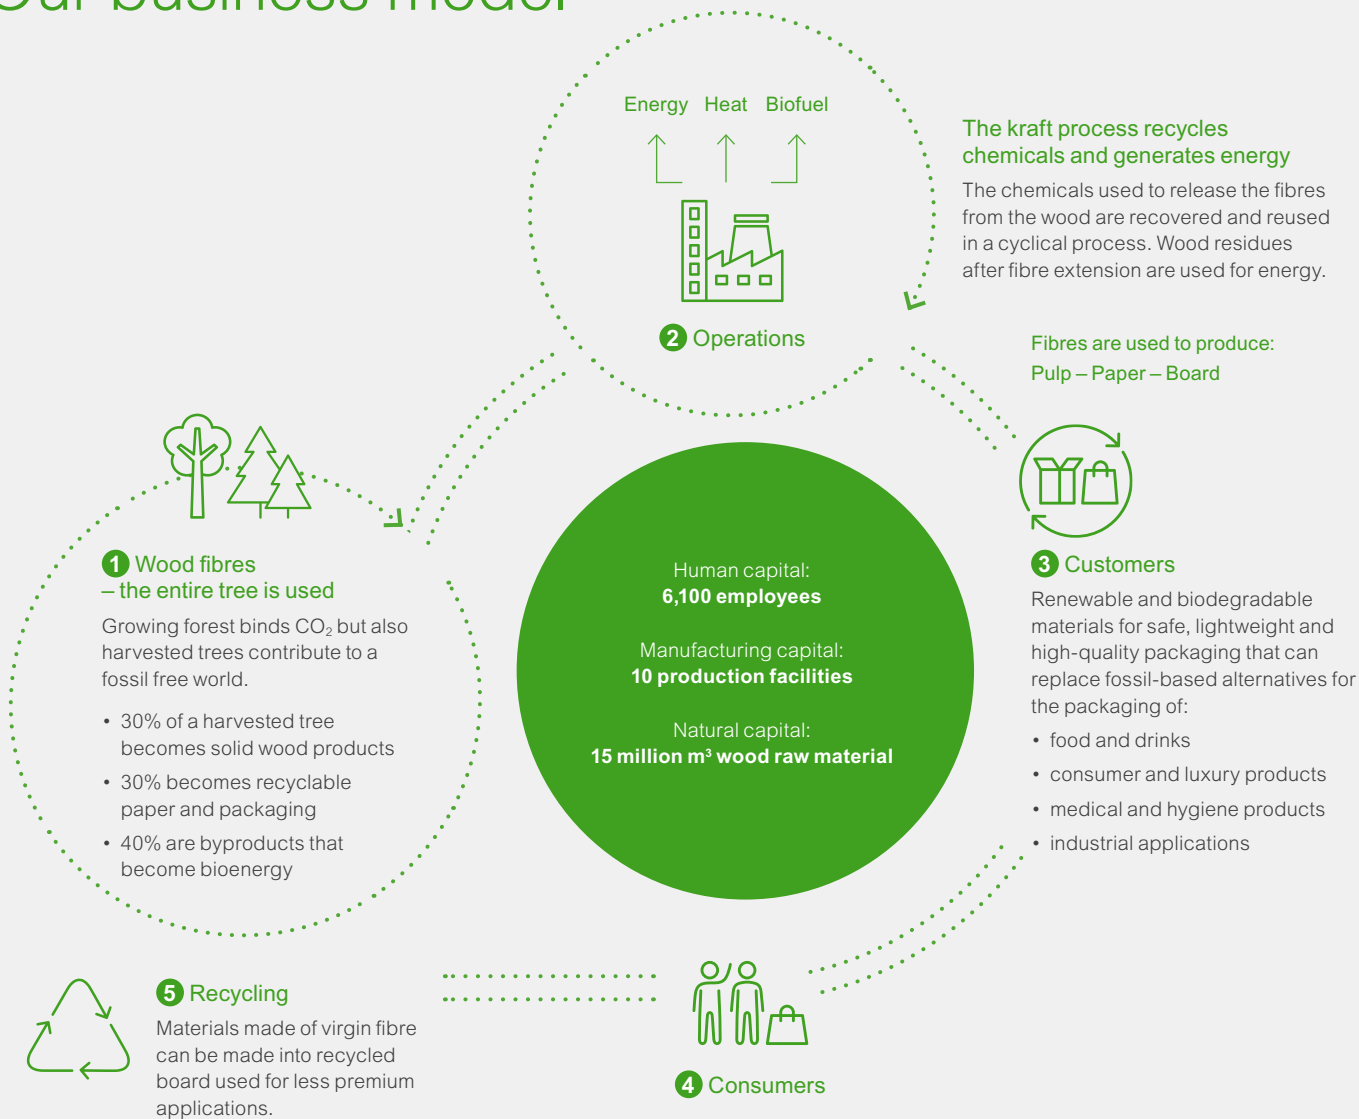 Our business model
Energy Heat Biofuel
The kraft process recycles
chemicals and generates energy
The chemicals used to release the fibres
from the wood are recovered and reused
in a cyclical process. Wood residues
after fibre extension are used for energy.
2 Operations
Fibres are used to produce:
Pulp – Paper – Board
1 Wood fibres
– the entire tree is used
Growing forest binds CO₂ but also
harvested trees contribute to a
fossil free world.
• 30% of a harvested tree
becomes solid wood products
• 30% becomes recyclable
paper and packaging
• 40% are byproducts that
become bioenergy
Human capital:
6,100 employees
Manufacturing capital:
10 production facilities
Natural capital:
15 million m³ wood raw material
3 Customers
Renewable and biodegradable
materials for safe, lightweight and
high-quality packaging that can
replace fossil-based alternatives for
the packaging of:
• food and drinks
• consumer and luxury products
• medical and hygiene products
• industrial applications
4 Consumers
5 Recycling
Materials made of virgin fibre
can be made into recycled
board used for less premium
applications.